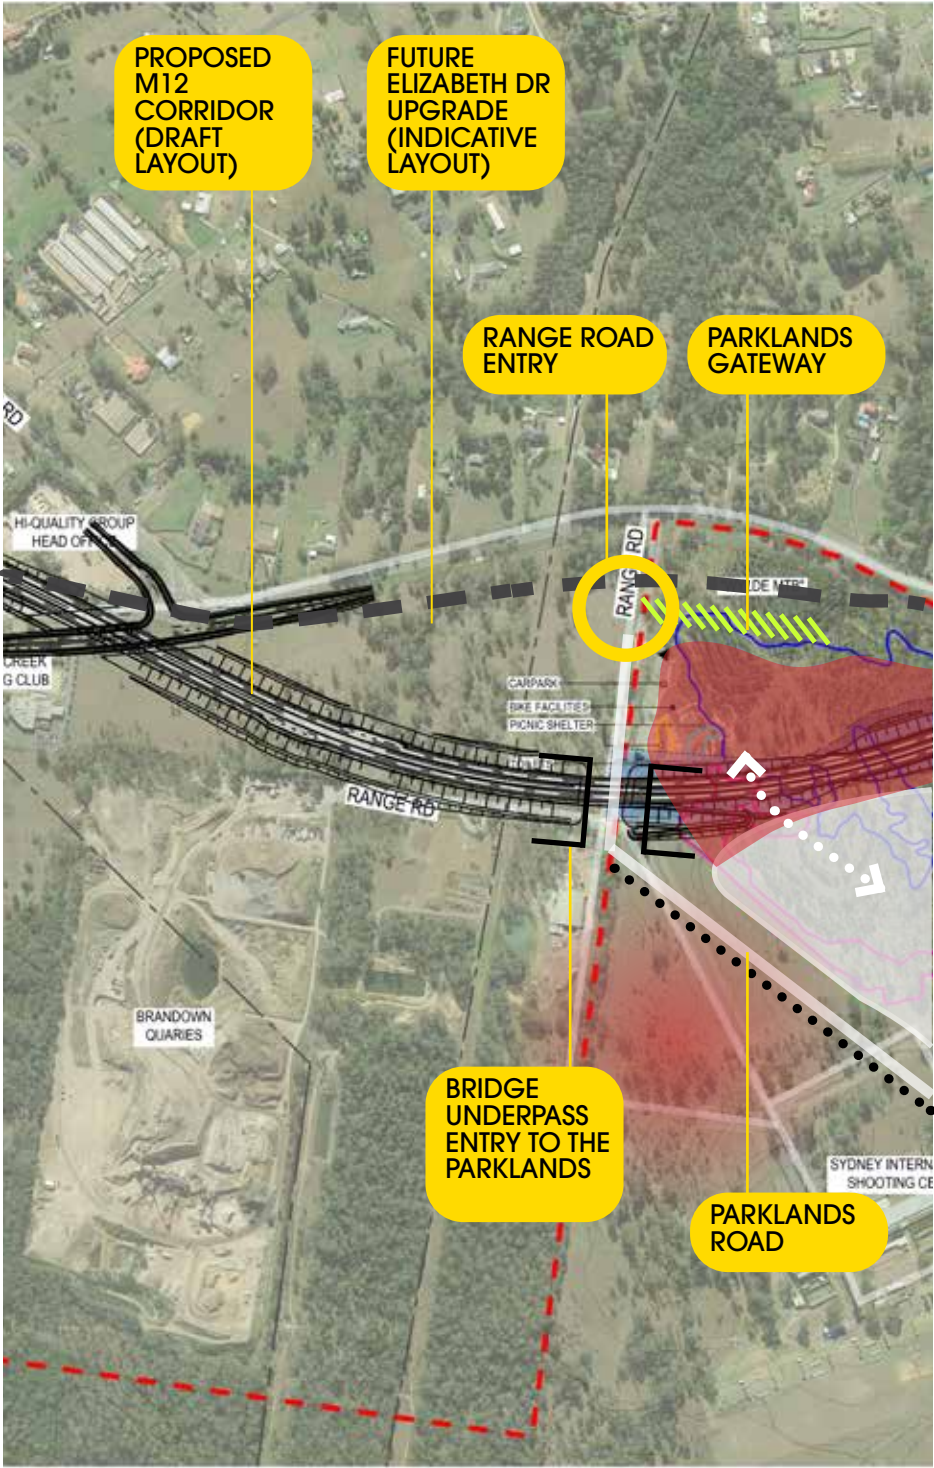 PROPOSED
M12
CORRIDOR
(DRAFT
LAYOUT)
FUTURE
ELIZABETH DR
UPGRADE
(INDICATIVE
LAYOUT)
RANGE ROAD
ENTRY
PARKLANDS
GATEWAY
RD
HI-QUALITY GROUP
HEAD OFFICE
RANGE RD
CREEK
G CLUB
CARPARK
BIKE FACILITIES
PICNIC SHELTER
RANGE RD
BRANDOWN
QUARIES
BRIDGE
UNDERPASS
ENTRY TO THE
PARKLANDS
SYDNEY INTERN
SHOOTING CE
PARKLANDS
ROAD